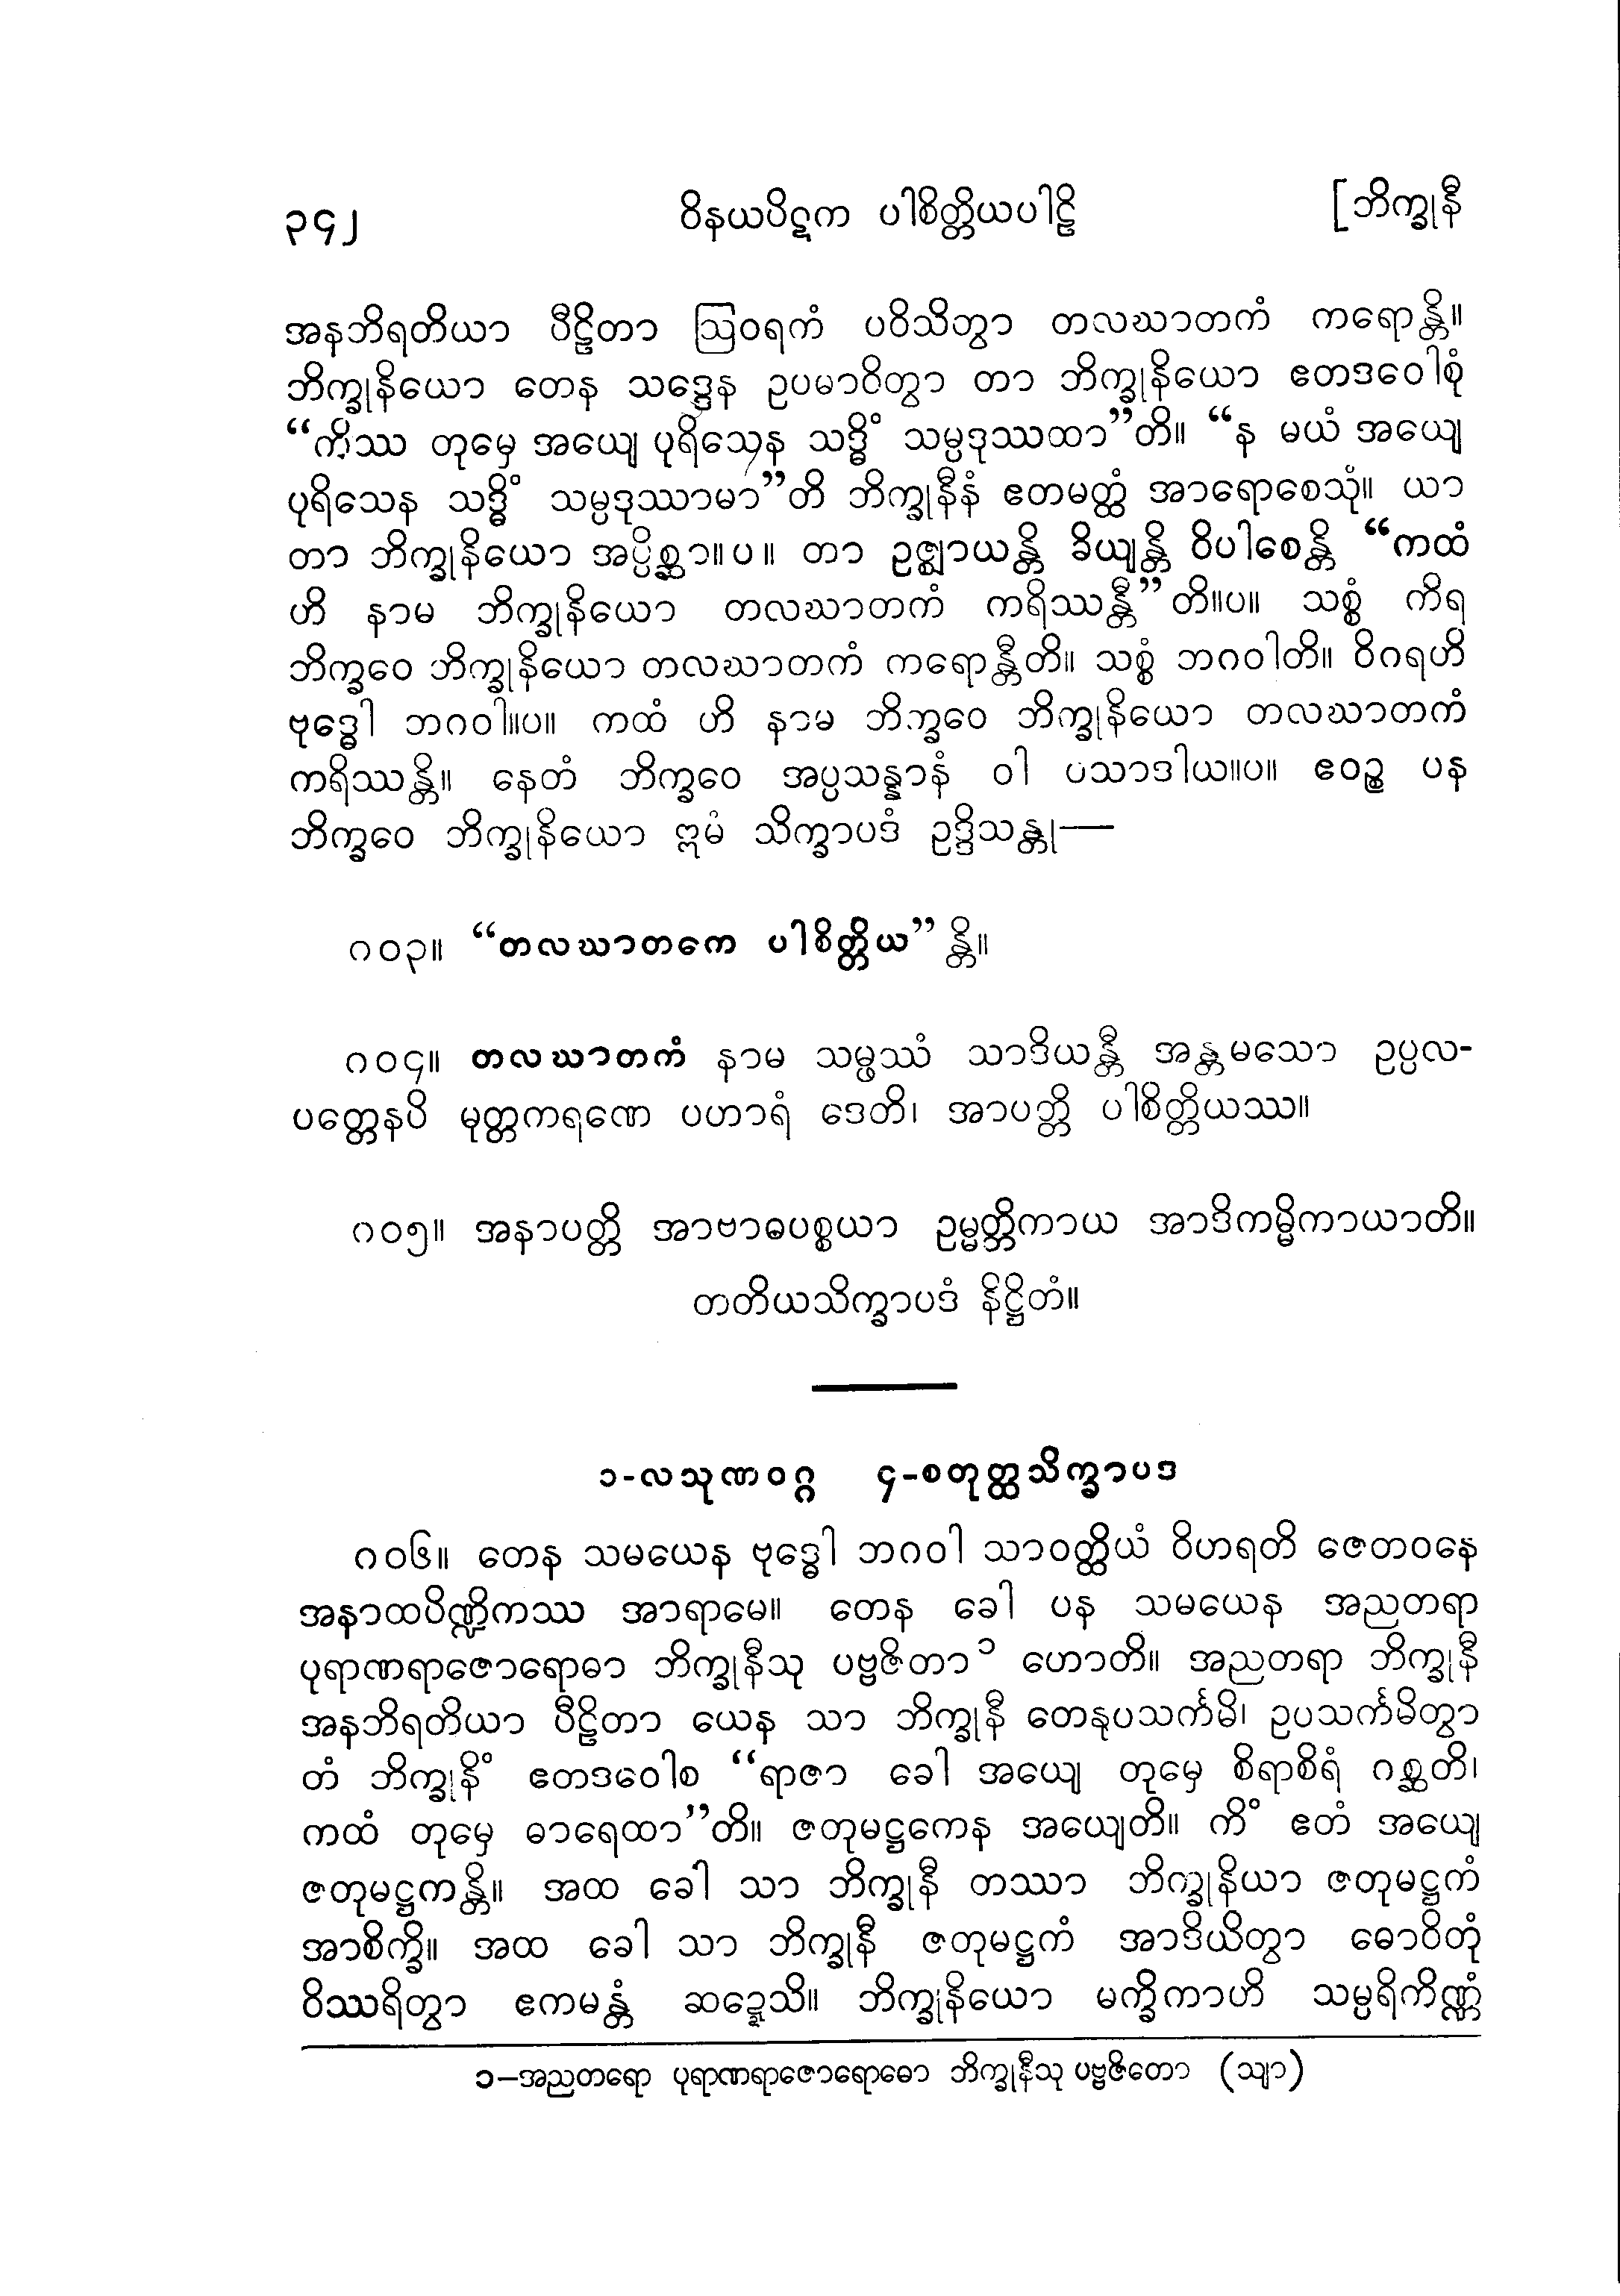 ၃၄၂ ဝိနယပိဋက ပါစိတ္တိယပါဠိ [ဘိက္ခုနီ
အနဘိရတိယာ ပီဠိတာ ဩဝရကံ ပဝိသိတွာ တလဃာတကံ ကရောန္တိ။
ဘိက္ခုနိယော တေန သဒ္ဒေန ဥပမာဝိတွာ တာ ဘိက္ခုနိယော ဧတဒဝေါစုံ
“ကိဿ တုမှေ အယျေ ပုရိသေန သဒ္ဓိံ သမ္ပဒုဿထာ”တိ။ “န မယံ အယျေ
ပုရိသေန သဒ္ဓိံ သမ္ပဒုဿာမာ”တိ ဘိက္ခုနီနံ ဧတမတ္ထံ အာရောစေသုံ။ ယာ
တာ ဘိက္ခုနိယော အပ္ပိစ္ဆာ။ပ။ တာ ဥဇ္ဈာယန္တိ ခိယျန္တိ ဝိပါစေန္တိ “ကထံ
ဟိ နာမ ဘိက္ခုနိယော တလဃာတကံ ကရိဿန္တီ”တိ။ပ။ သစ္စံ ကိရ
ဘိက္ခဝေ ဘိက္ခုနိယော တလဃာတကံ ကရောန္တီတိ။ သစ္စံ ဘဂဝါတိ။ ဝိဂရဟိ
ဗုဒ္ဓေါ ဘဂဝါ။ပ။ ကထံ ဟိ နာမ ဘိက္ခဝေ ဘိက္ခုနိယော တလဃာတကံ
ကရိဿန္တိ။ နေတံ ဘိက္ခဝေ အပ္ပသန္နာနံ ဝါ ပသာဒါယ။ပ။ ဧဝဉ္စ ပန
ဘိက္ခဝေ ဘိက္ခုနိယော ဣမံ သိက္ခာပဒံ ဥဒ္ဒိသန္တု—
၈၀၃။ “တလဃာတကေ ပါစိတ္တိယ”န္တိ။
၈၀၄။ တလဃာတကံ နာမ သမ္ဖဿံ သာဒိယန္တီ အန္တမသော ဥပ္ပလ-
ပတ္တေနပိ မုတ္တကရဏေ ပဟာရံ ဒေတိ၊ အာပတ္တိ ပါစိတ္တိယဿ။
၈၀၅။ အနာပတ္တိ အာဗာဓပစ္စယာ ဥမ္မတ္တိကာယ အာဒိကမ္မိကာယာတိ။
တတိယသိက္ခာပဒံ နိဋ္ဌိတံ။
၁-လသုဏဝဂ္ဂ ၄-စတုတ္ထသိက္ခာပဒ
၈၀၆။ တေန သမယေန ဗုဒ္ဓေါ ဘဂဝါ သာဝတ္ထိယံ ဝိဟရတိ ဇေတဝနေ
အနာထပိဏ္ဍိကဿ အာရာမေ။ တေန ခေါ ပန သမယေန အညတရာ
ပုရာဏရာဇောရောဓာ ဘိက္ခုနီသု ပဗ္ဗဇိတာ ၁ ဟောတိ။ အညတရာ ဘိက္ခုနီ
အနဘိရတိယာ ပီဠိတာ ယေန သာ ဘိက္ခုနီ တေနုပသင်္ကမိ၊ ဥပသင်္ကမိတွာ
တံ ဘိက္ခုနိံ ဧတဒဝေါစ “ရာဇာ ခေါ အယျေ တုမှေ စိရာစိရံ ဂစ္ဆတိ၊
ကထံ တုမှေ ဓာရေထာ”တိ။ ဇတုမဋ္ဌကေန အယျေတိ။ ကိံ ဧတံ အယျေ
ဇတုမဋ္ဌကန္တိ။ အထ ခေါ သာ ဘိက္ခုနီ တဿာ ဘိက္ခုနိယာ ဇတုမဋ္ဌကံ
အာစိက္ခိ။ အထ ခေါ သာ ဘိက္ခုနီ ဇတုမဋ္ဌကံ အာဒိယိတွာ ဓောဝိတုံ
ဝိဿရိတွာ ဧကမန္တံ ဆဍ္ဍေသိ။ ဘိက္ခုနိယော မက္ခိကာဟိ သမ္ပရိကိဏ္ဏံ
၁—အညတရော ပုရာဏရာဇောရောဓော ဘိက္ခုနီသု ပဗ္ဗဇိတော (သျာ)